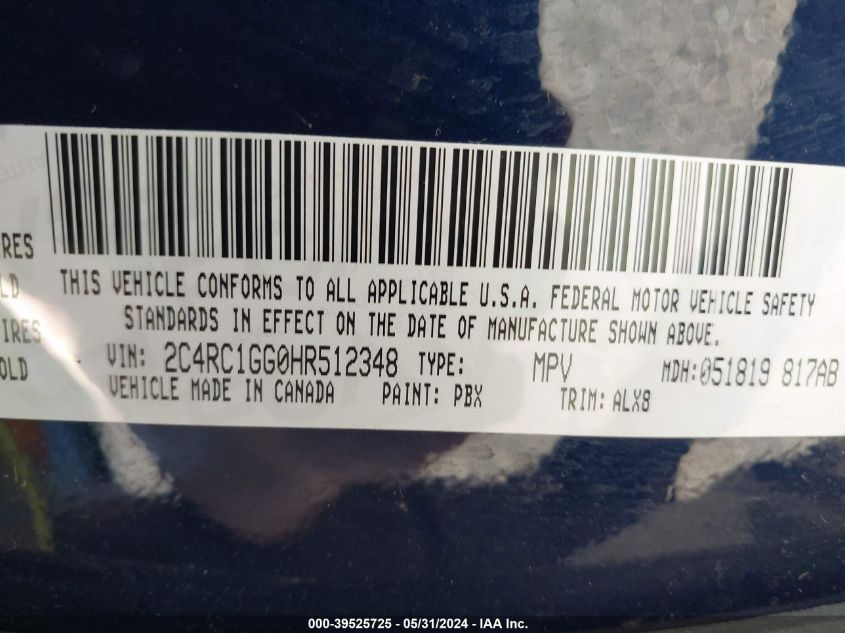 IRES
LD
IRES
OLD
THIS VEHICLE CONFORMS TO ALL APPLICABLE U.S.A. FEDERAL MOTOR VEHICLE SAFETY
STANDARDS IN EFFECT ON THE DATE OF MANUFACTURE SHOWN ABOVE.
VIN: 2C4RC1GG0HR512348 TYPE: MPV MDH:051819 817AB
VEHICLE MADE IN CANADA PAINT: PBX TRIM: ALX8
000-39525725 - 05/31/2024 - IAA Inc.